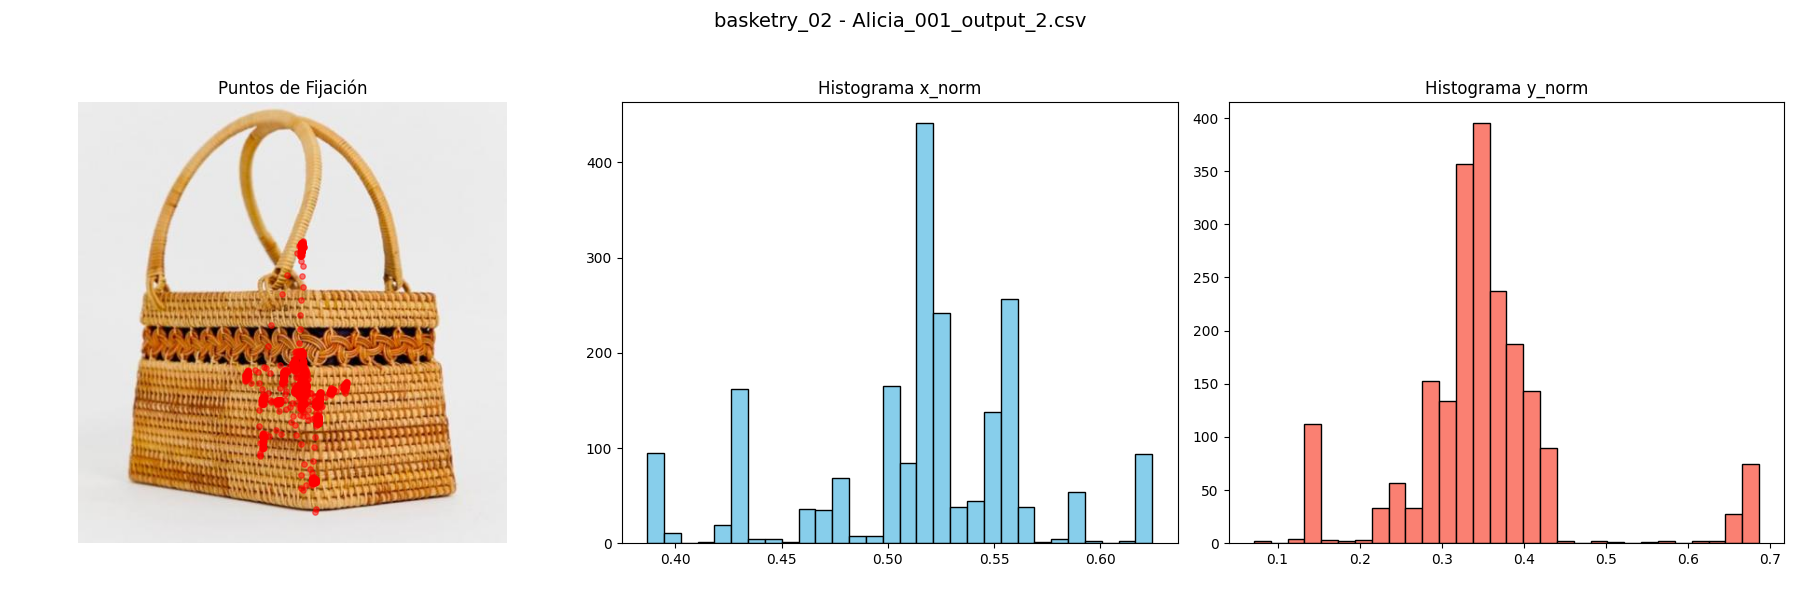 basketry_02 - Alicia_001_output_2.csv
Puntos de Fijación
Histograma x_norm
400
300
200
100
0
0.40 0.45 0.50 0.55 0.60
Histograma y_norm
400
350
300
250
200
150
100
50
0
0.1 0.2 0.3 0.4 0.5 0.6 0.7